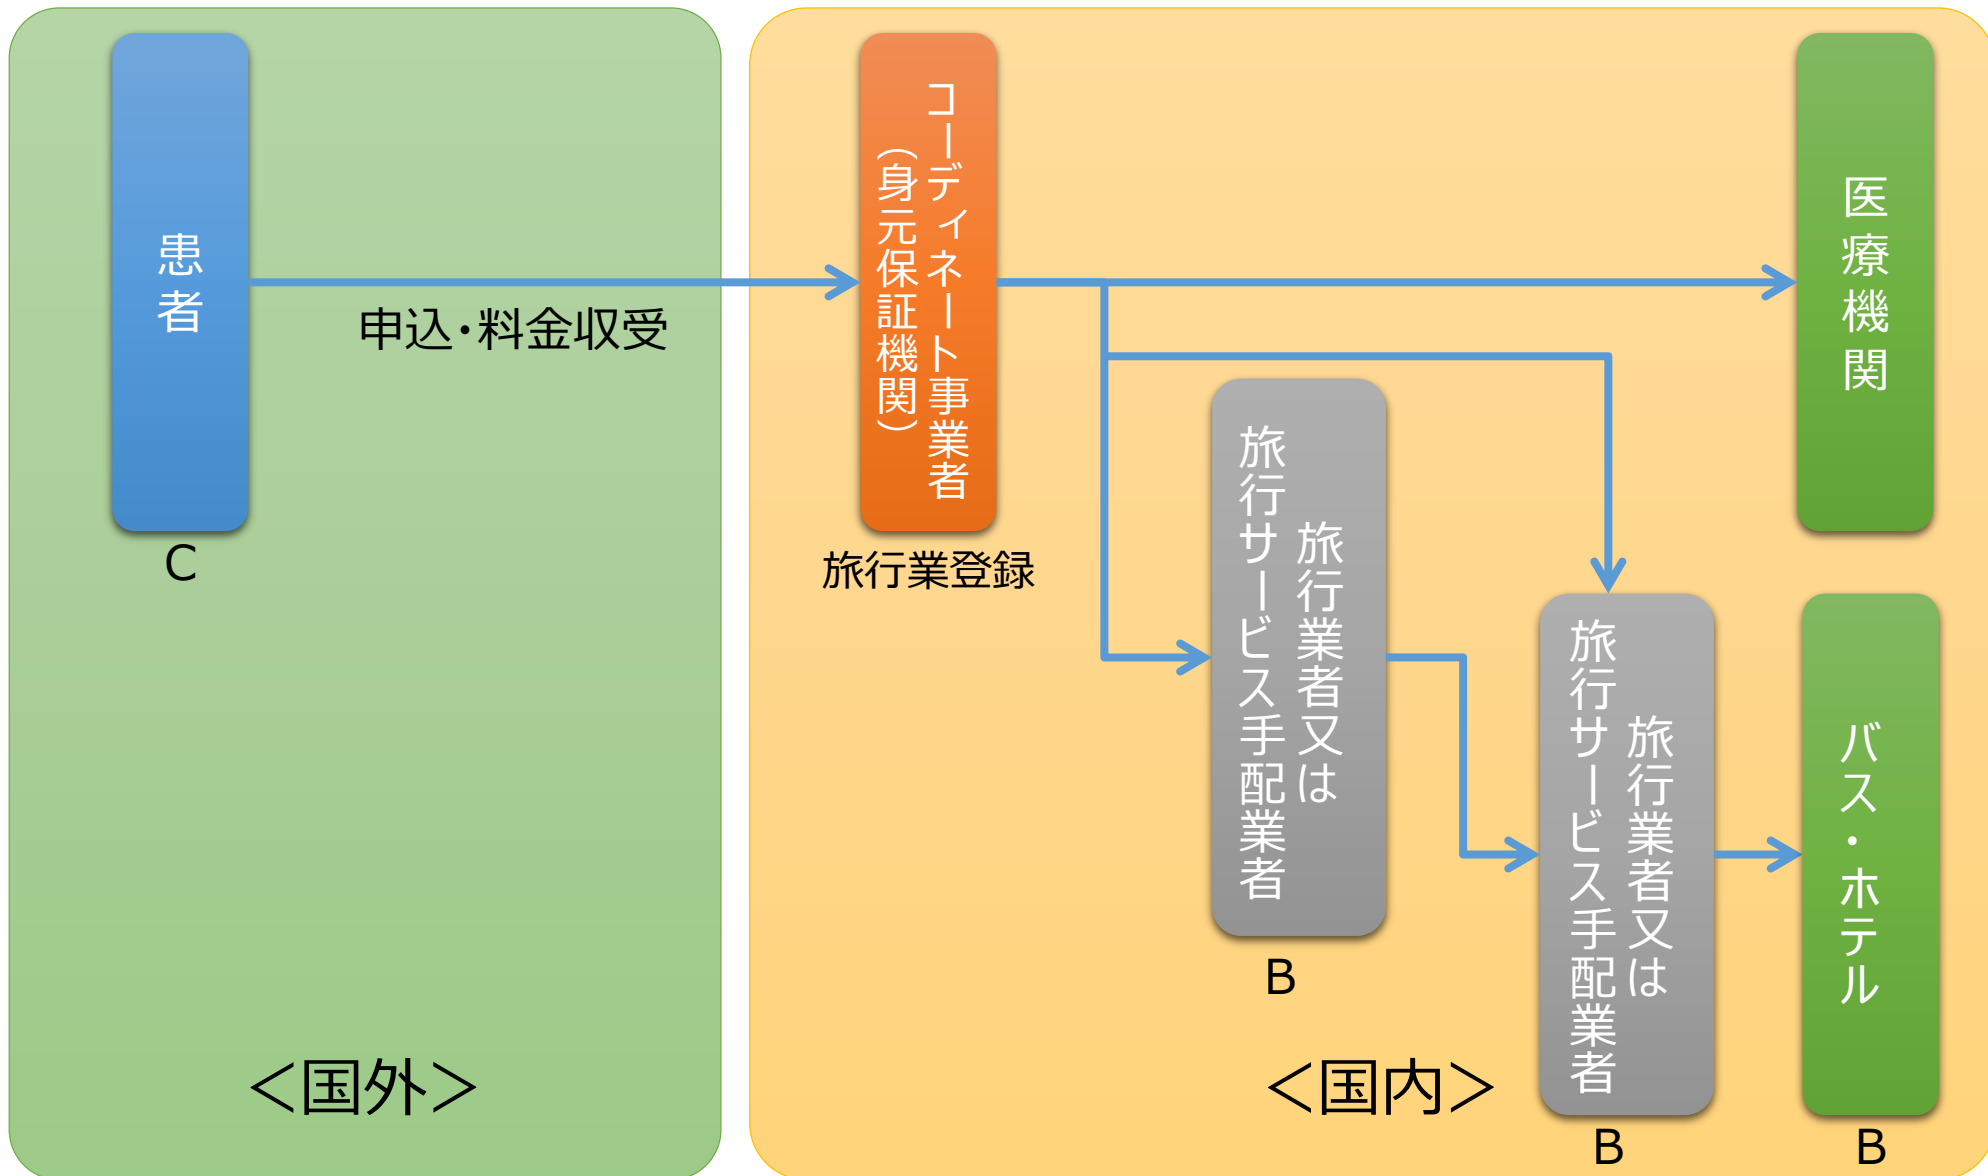 患者
C
申込・料金収受
コーディネート事業者
（身元保証機関）
旅行業登録
医療機関
旅行業者又は
旅行サービス手配業者
B
旅行業者又は
旅行サービス手配業者
B
バス・ホテル
B
＜国外＞
＜国内＞